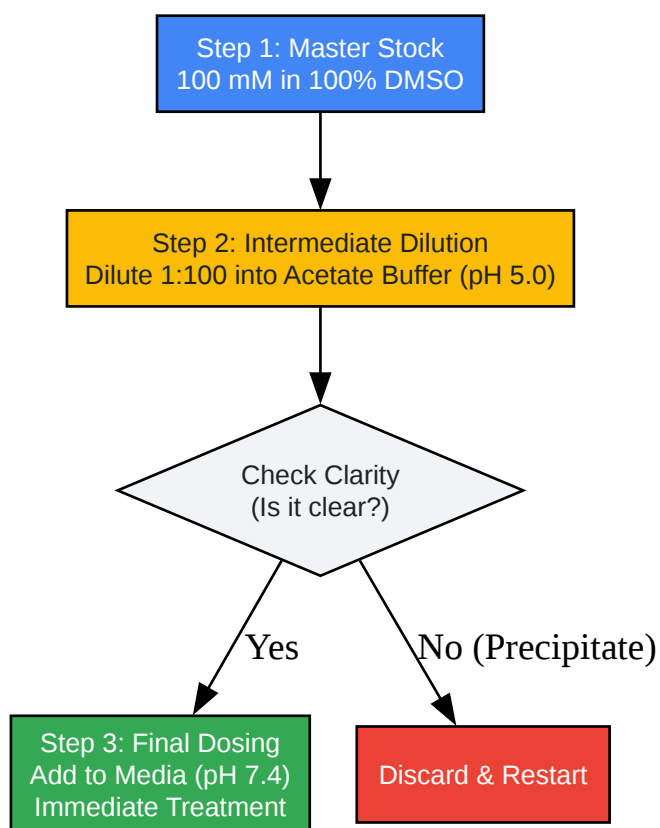 Step 1: Master Stock
100 mM in 100% DMSO
Step 2: Intermediate Dilution
Dilute 1:100 into Acetate Buffer (pH 5.0)
Check Clarity
(Is it clear?)
Yes
No (Precipitate)
Step 3: Final Dosing
Add to Media (pH 7.4)
Immediate Treatment
Discard & Restart